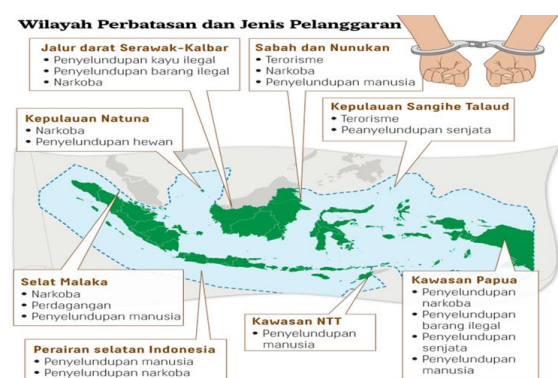 Wilayah Perbatasan dan Jenis Pelanggaran
Jalur darat Serawak-Kalbar
• Penyelundupan kayu ilegal
• Penyelundupan barang ilegal
• Narkoba
Sabah dan Nunukan
• Terorisme
• Narkoba
• Penyelundupan manusia
Kepulauan Natuna
• Narkoba
• Penyelundupan hewan
Kepulauan Sangihe Talaud
• Terorisme
• Peanyelundupan senjata
Selat Malaka
• Narkoba
• Perdagangan
• Penyelundupan manusia
Perairan selatan Indonesia
• Penyelundupan manusia
• Penyelundupan narkoba
Kawasan NTT
• Penyelundupan
manusia
Kawasan Papua
• Penyelundupan
narkoba
• Penyelundupan
barang ilegal
• Penyelundupan
senjata
• Penyelundupan
manusia